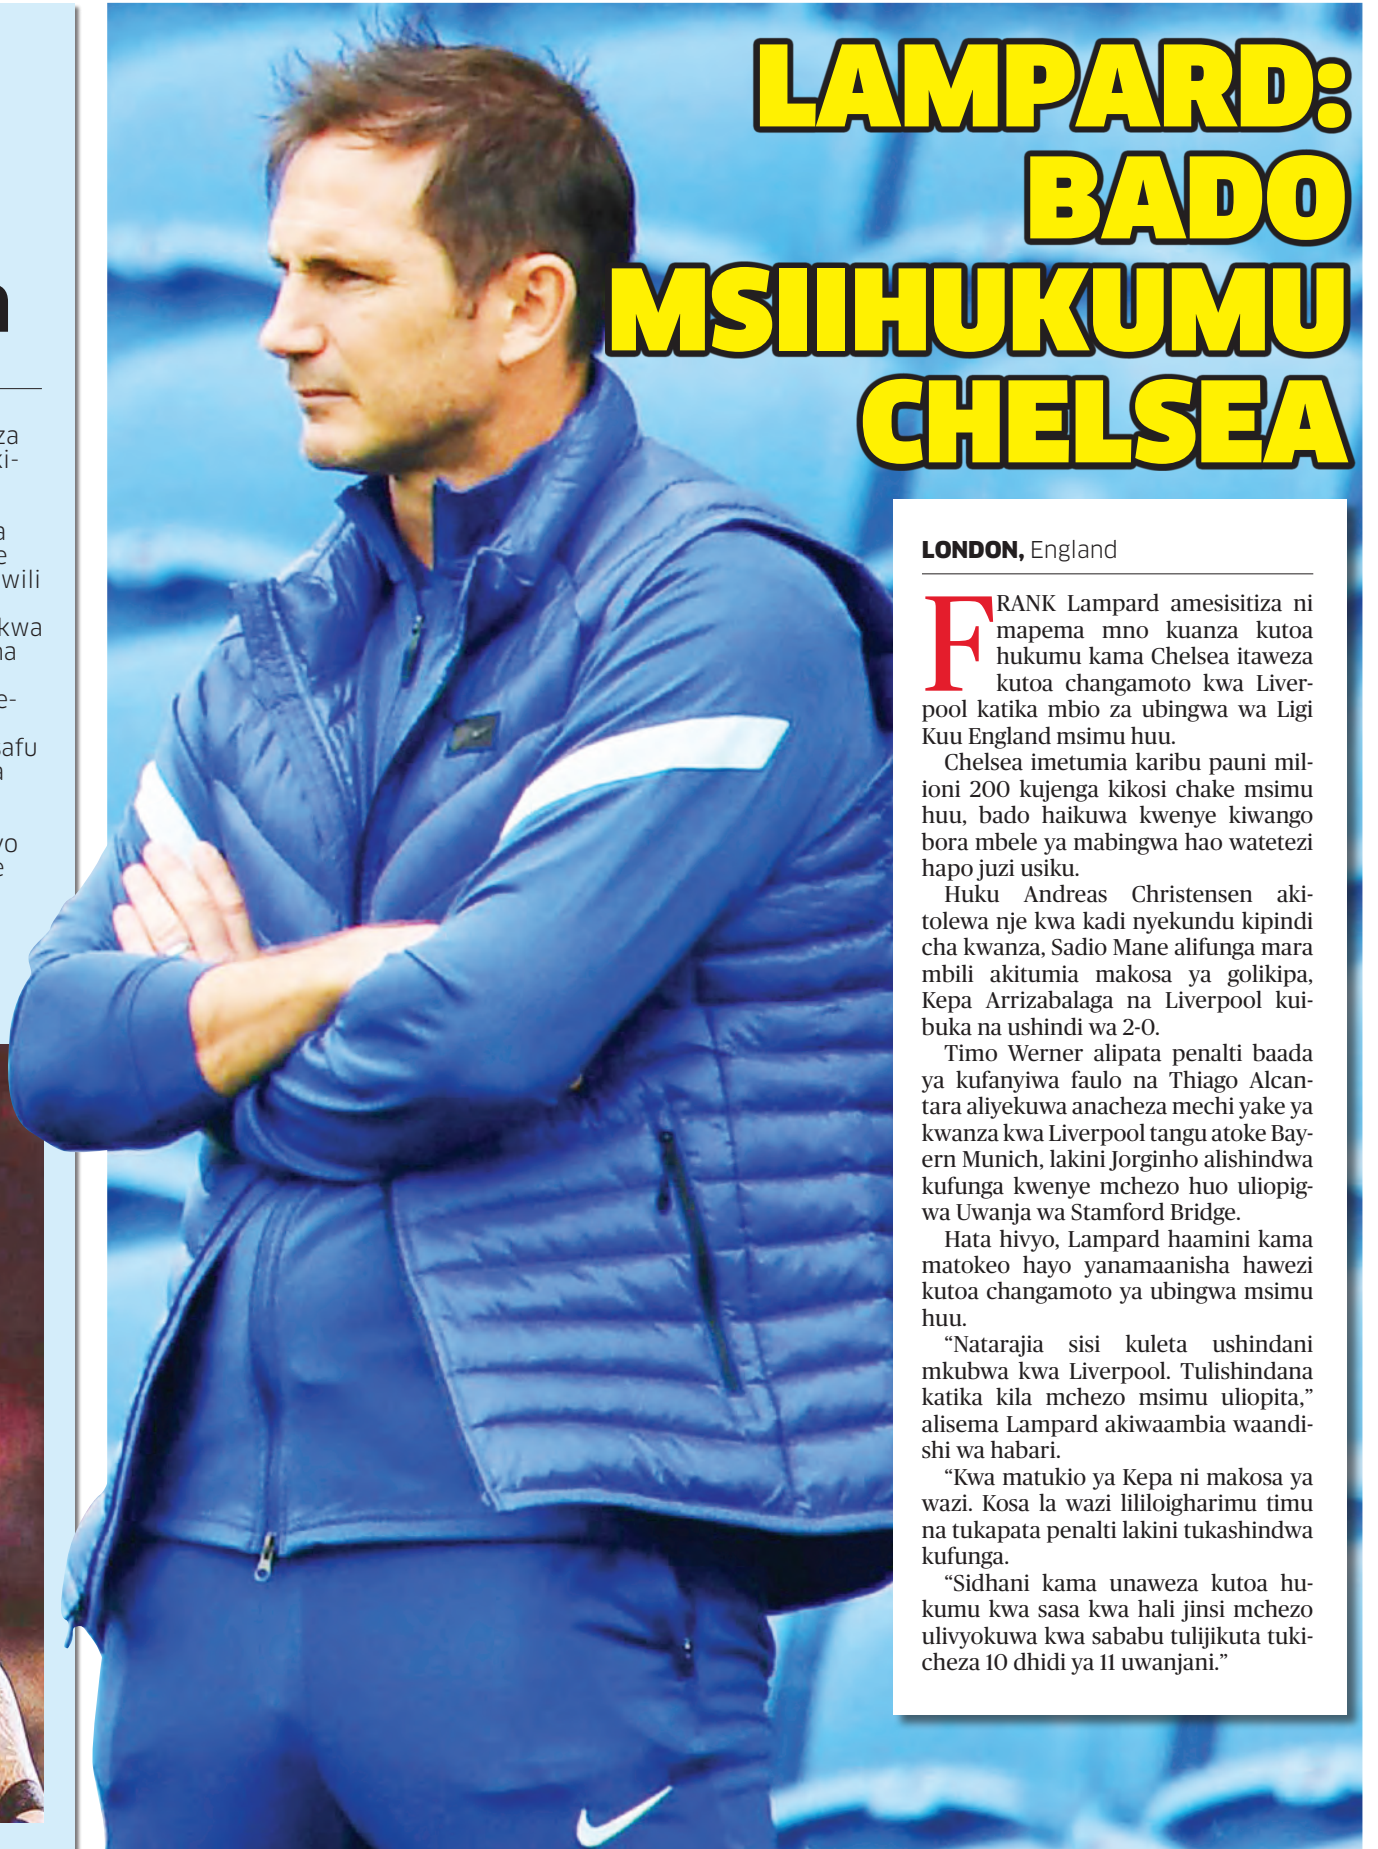 za
ki-
a
e
wili
kwa
na
e-
safu
a
vo
e
LAMPARD:
BADO
MSIIHUKUMU
CHELSEA
LONDON, England
FRANK Lampard amesisitiza ni
mapema mno kuanza kutoa
hukumu kama Chelsea itaweza
kutoa changamoto kwa Liver-
pool katika mbio za ubingwa wa Ligi
Kuu England msimu huu.
Chelsea imetumia karibu pauni mil-
ioni 200 kujenga kikosi chake msimu
huu, bado haikuwa kwenye kiwango
bora mbele ya mabingwa hao watetezi
hapo juzi usiku.
Huku Andreas Christensen aki-
tolewa nje kwa kadi nyekundu kipindi
cha kwanza, Sadio Mane alifunga mara
mbili akitumia makosa ya golikipa,
Kepa Arrizabalaga na Liverpool kui-
buka na ushindi wa 2-0.
Timo Werner alipata penalti baada
ya kufanyiwa faulo na Thiago Alcan-
tara aliyekuwa anacheza mechi yake ya
kwanza kwa Liverpool tangu atoke Bay-
ern Munich, lakini Jorginho alishindwa
kufunga kwenye mchezo huo uliopig-
wa Uwanja wa Stamford Bridge.
Hata hivyo, Lampard haamini kama
matokeo hayo yanamaanisha hawezi
kutoa changamoto ya ubingwa msimu
huu.
“Natarajia sisi kuleta ushindani
mkubwa kwa Liverpool. Tulishindana
katika kila mchezo msimu uliopita,”
alisema Lampard akiwaambia waandi-
shi wa habari.
“Kwa matukio ya Kepa ni makosa ya
wazi. Kosa la wazi lililoigharimu timu
na tukapata penalti lakini tukashindwa
kufunga.
“Sidhani kama unaweza kutoa hu-
kumu kwa sasa kwa hali jinsi mchezo
ulivyokuwa kwa sababu tulijikuta tuki-
cheza 10 dhidi ya 11 uwanjani.”